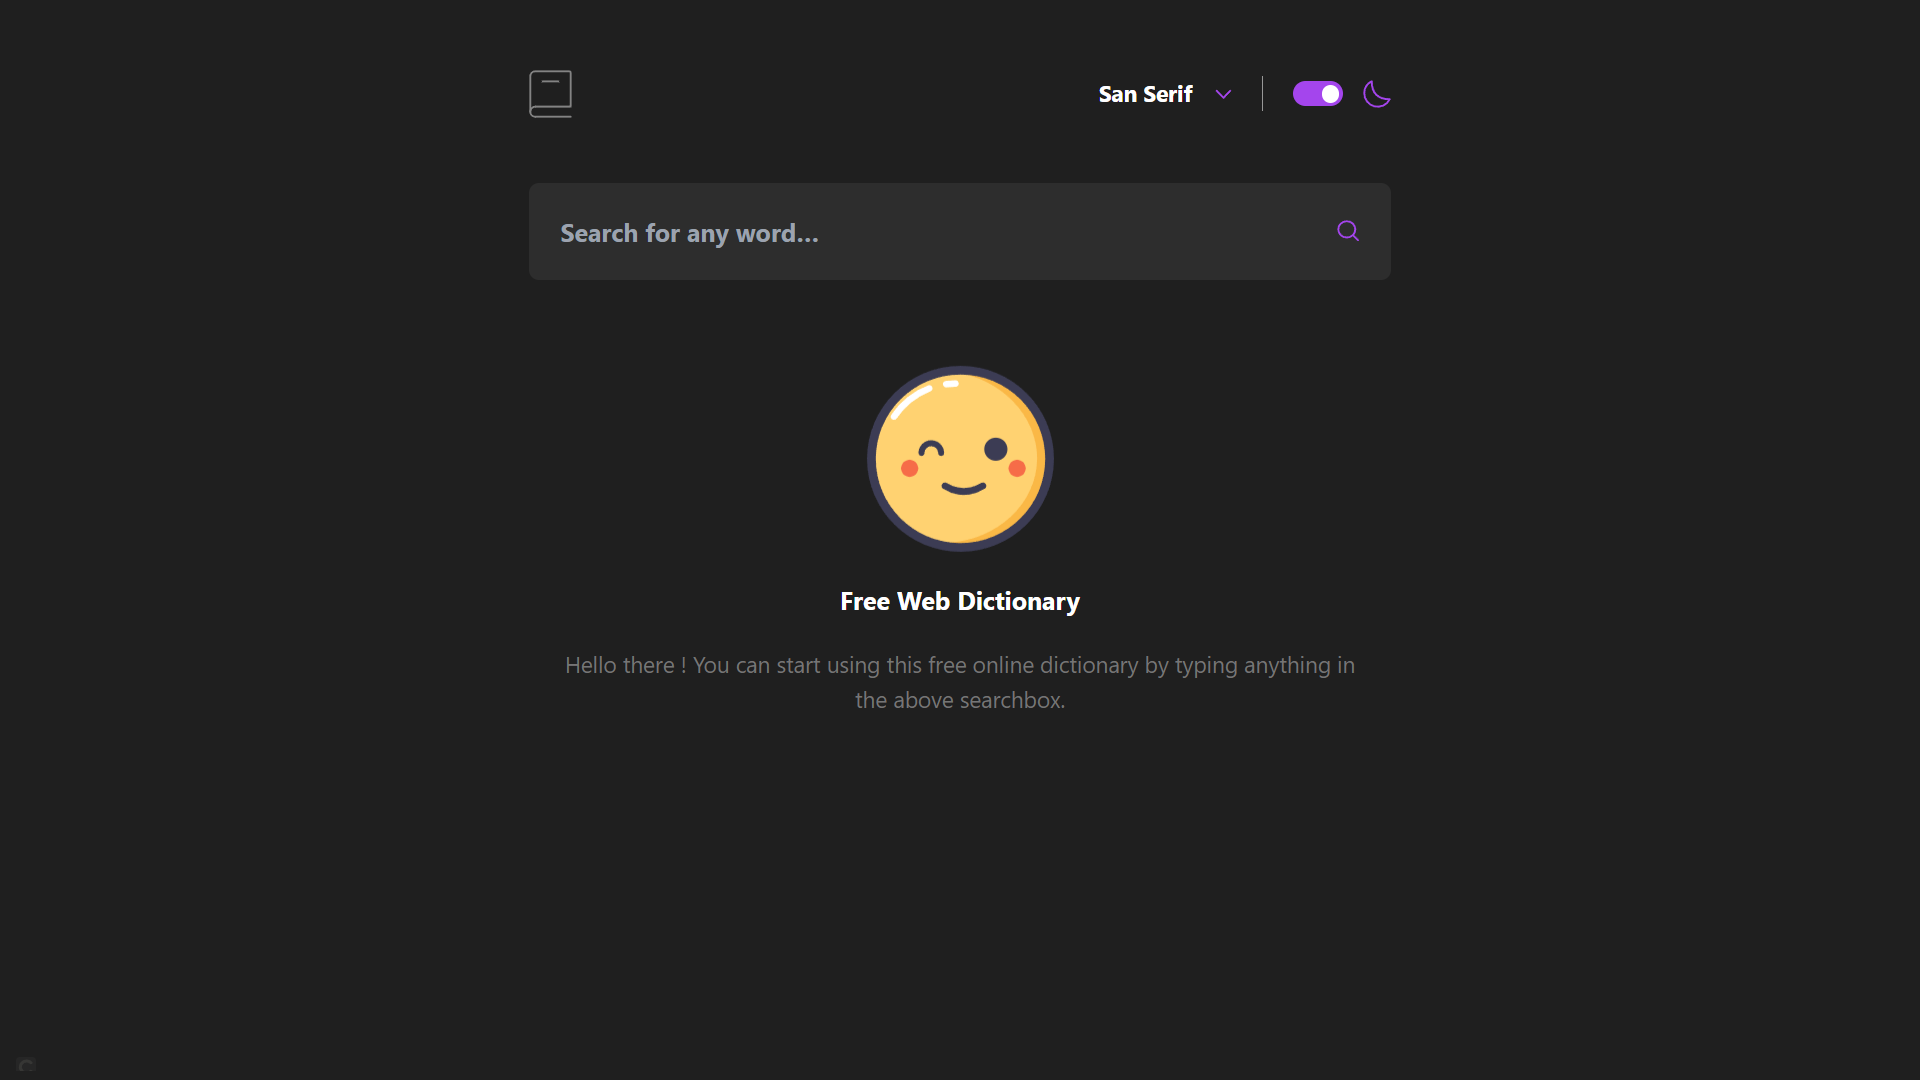 San Serif
Search for any word...
Free Web Dictionary
Hello there ! You can start using this free online dictionary by typing anything in
the above searchbox.